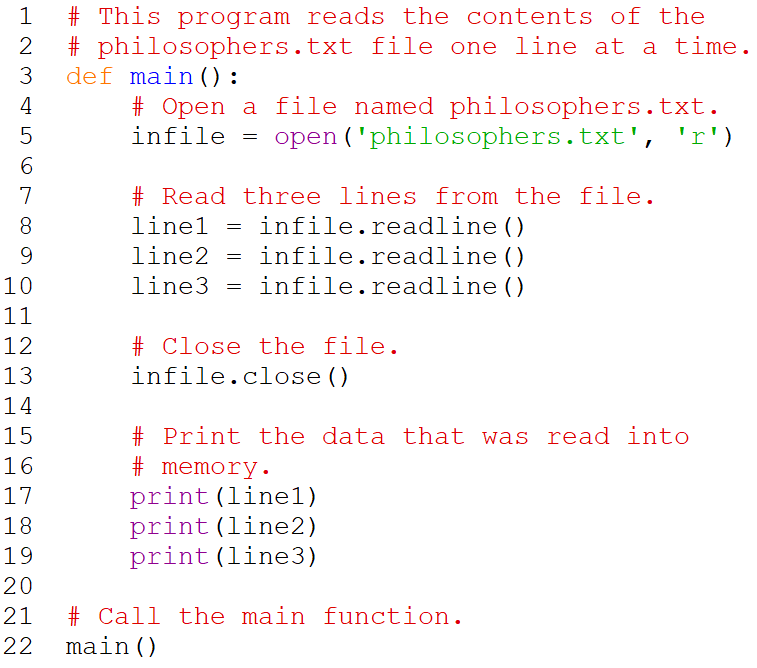 1 # This program reads the contents of the
2 # philosophers.txt file one line at a time.
3 def main():
4     # Open a file named philosophers.txt.
5     infile = open('philosophers.txt', 'r')
6
7     # Read three lines from the file.
8     line1 = infile.readline()
9     line2 = infile.readline()
10     line3 = infile.readline()
11
12     # Close the file.
13     infile.close()
14
15     # Print the data that was read into
16     # memory.
17     print(line1)
18     print(line2)
19     print(line3)
20
21 # Call the main function.
22 main()